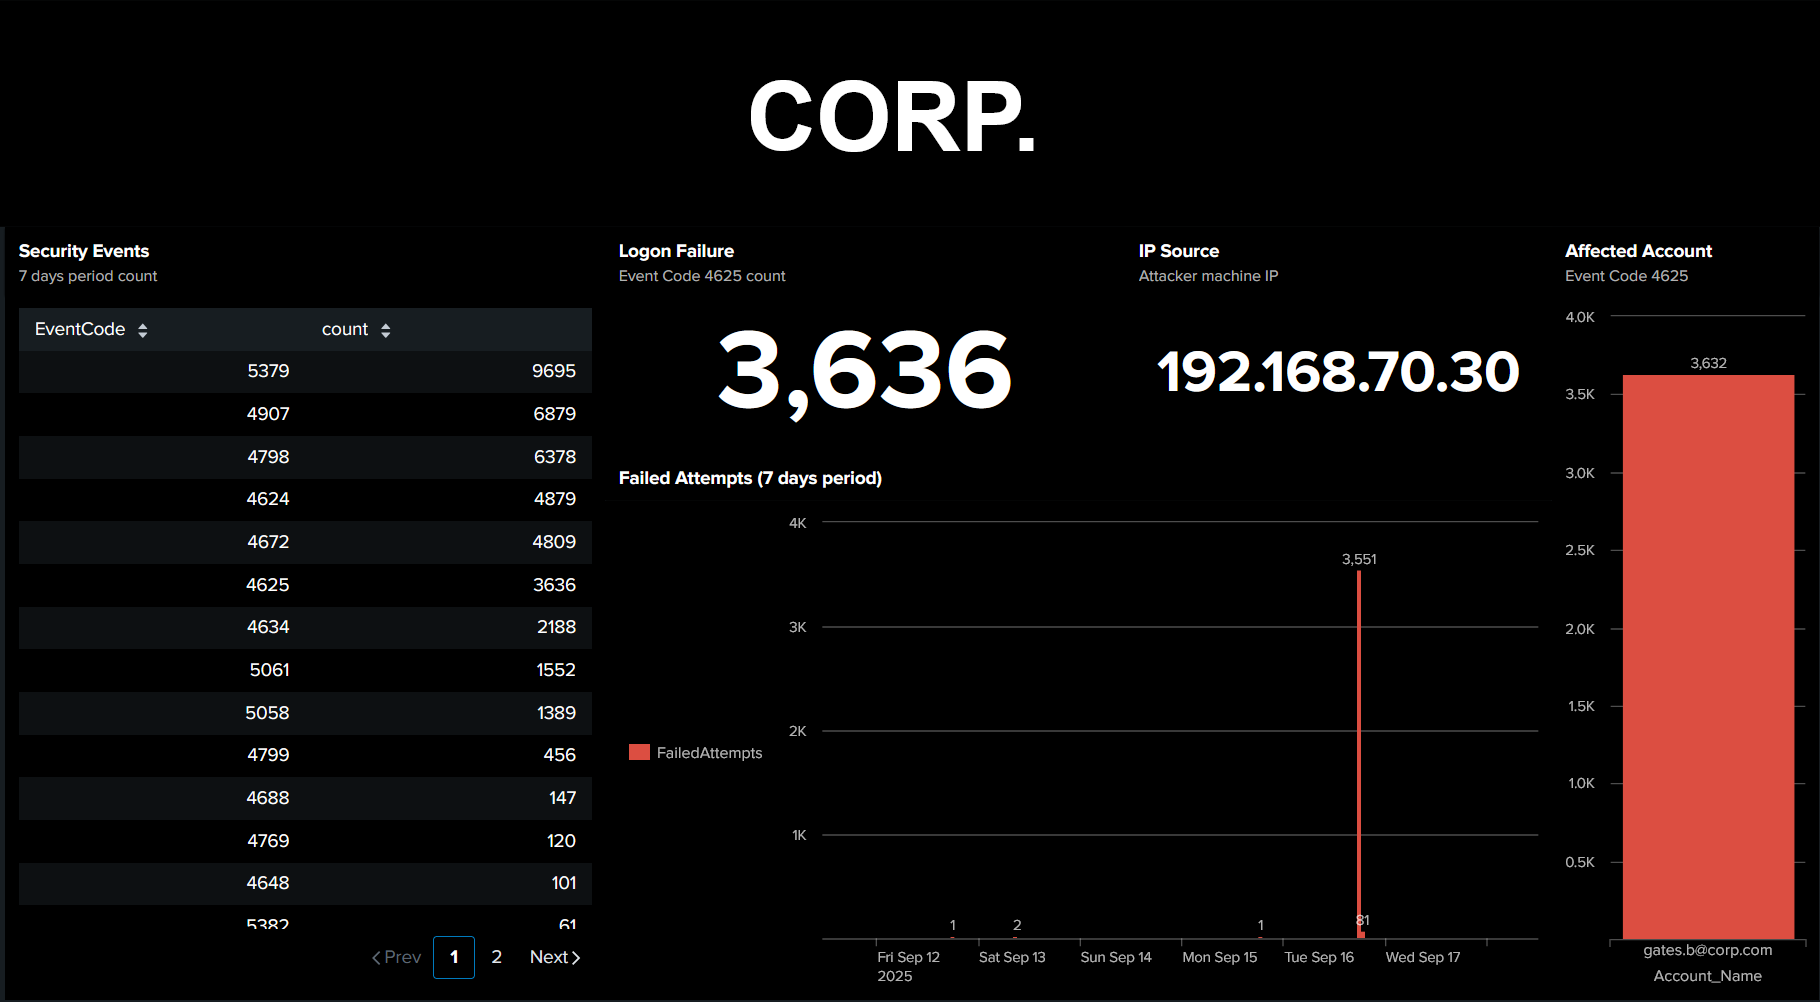 CORP.
Security Events
7 days period count
EventCode count
5379 9695
4907 6879
4798 6378
4624 4879
4672 4809
4625 3636
4634 2188
5061 1552
5058 1389
4799 456
4688 147
4769 120
4648 101
5382 61
Prev 1 2 Next
Logon Failure
Event Code 4625 count
3,636
IP Source
Attacker machine IP
192.168.70.30
Failed Attempts (7 days period)
4K
3K
2K
1K
FailedAttempts
1
2
1
3,551
81
Fri Sep 12
2025
Sat Sep 13
Sun Sep 14
Mon Sep 15
Tue Sep 16
Wed Sep 17
Affected Account
Event Code 4625
4.0K
3.5K
3.0K
2.5K
2.0K
1.5K
1.0K
0.5K
3,632
gates.b@corp.com
Account_Name